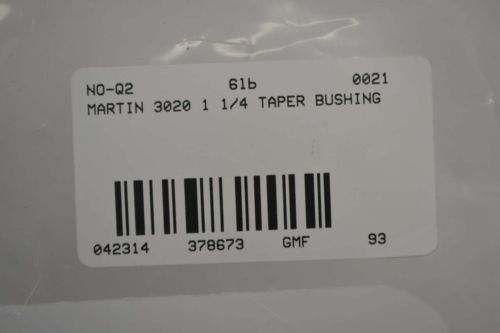 NO-Q2 61b 0021
MARTIN 3020 1 1/4 TAPER BUSHING
042314 378673 GMF 93